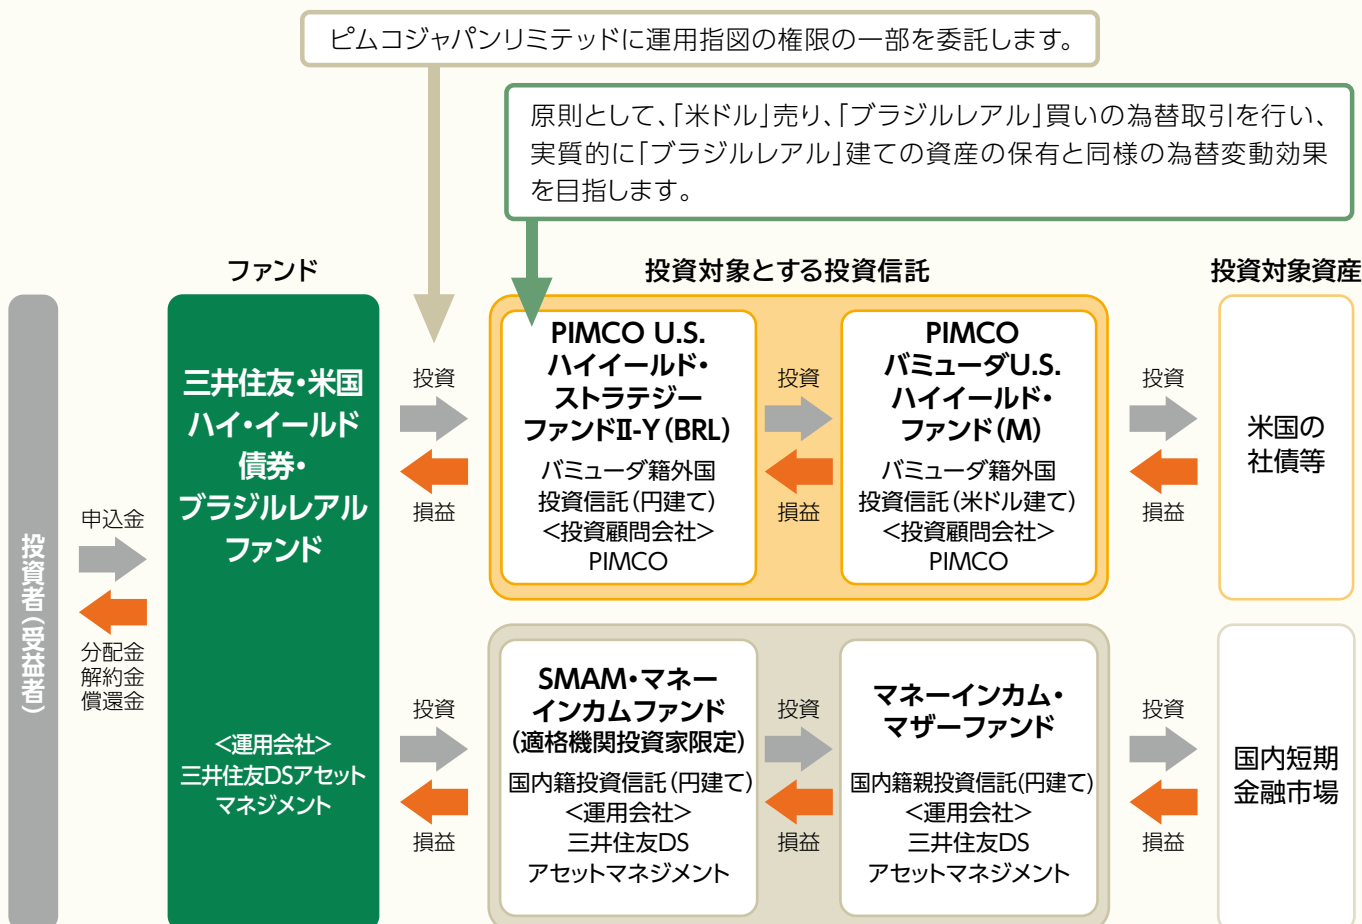 ピムコジャパンリミテッドに運用指図の権限の一部を委託します。
原則として、「米ドル」売り、「ブラジルレアル」買いの為替取引を行い、
実質的に「ブラジルレアル」建ての資産の保有と同様の為替変動効果
を目指します。
ファンド
投資対象とする投資信託
投資対象資産
投資者(受益者)
申込金
分配金
解約金
償還金
三井住友・米国
ハイ・イールド
債券・
ブラジルレアル
ファンド
<運用会社>
三井住友DSアセット
マネジメント
投資
損益
PIMCO U.S.
ハイイールド・
ストラテジー
ファンドII-Y(BRL)
バミューダ籍外国
投資信託(円建て)
<投資顧問会社>
PIMCO
投資
損益
PIMCO
バミューダU.S.
ハイイールド・
ファンド(M)
バミューダ籍外国
投資信託(米ドル建て)
<投資顧問会社>
PIMCO
投資
損益
米国の
社債等
投資
損益
SMAM・マネー
インカムファンド
(適格機関投資家限定)
国内籍投資信託(円建て)
<運用会社>
三井住友DS
アセットマネジメント
投資
損益
マネーインカム・
マザーファンド
国内籍親投資信託(円建て)
<運用会社>
三井住友DS
アセットマネジメント
投資
損益
国内短期
金融市場